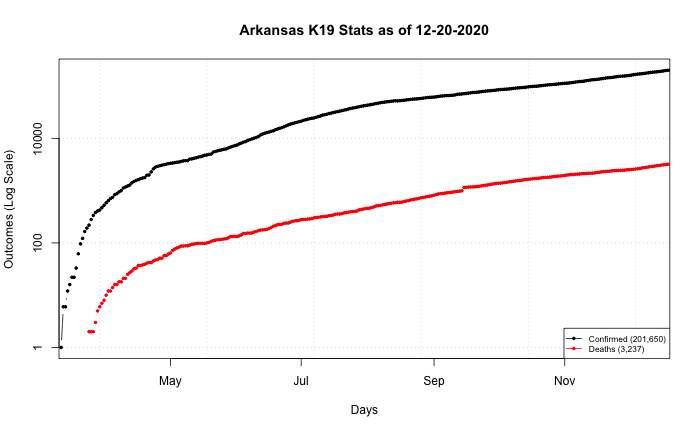 Arkansas K19 Stats as of 12-20-2020
Outcomes (Log Scale)
10000
100
1
Confirmed (201,650)
Deaths (3,237)
May
Jul
Sep
Nov
Days